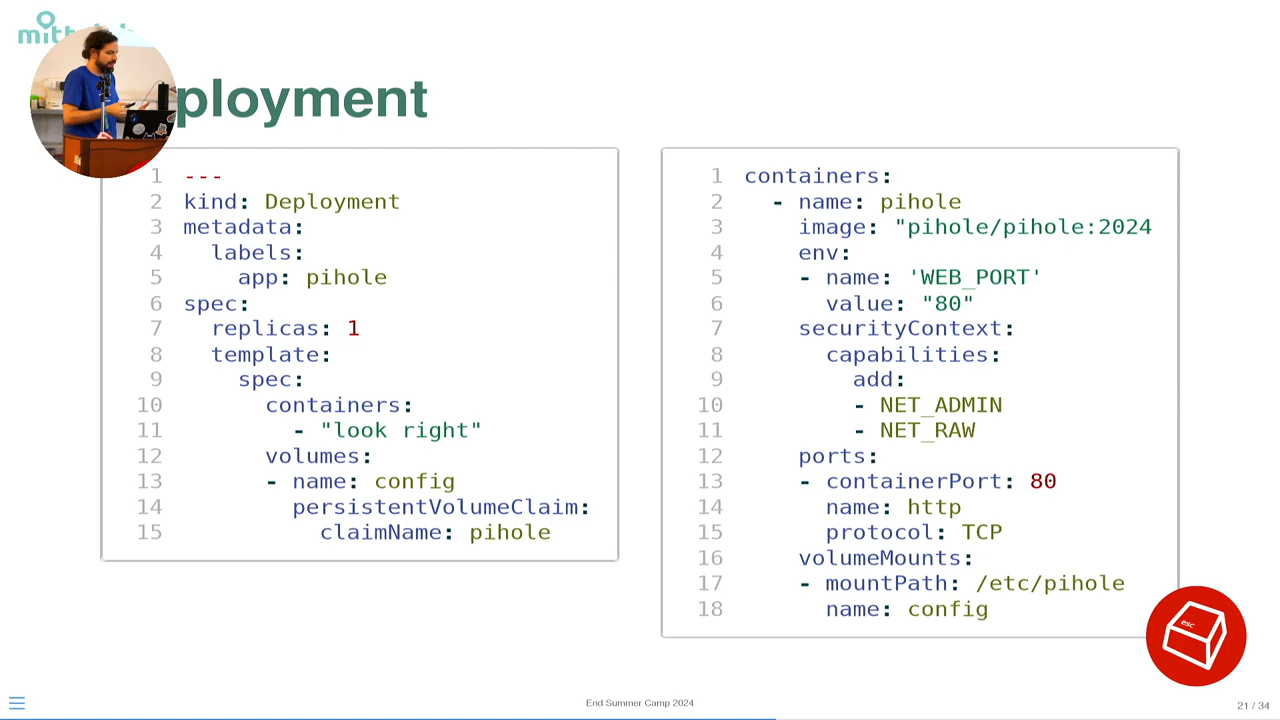 ployment
1 ---
2 kind: Deployment
3 metadata:
4 labels:
5 app: pihole
6 spec:
7 replicas: 1
8 template:
9 spec:
10 containers:
11 - "look right"
12 volumes:
13 - name: config
14 persistentVolumeClaim:
15 claimName: pihole
1 containers:
2 - name: pihole
3 image: "pihole/pihole:2024
4 env:
5 - name: 'WEB_PORT'
6 value: "80"
7 securityContext:
8 capabilities:
9 add:
10 - NET_ADMIN
11 - NET_RAW
12 ports:
13 - containerPort: 80
14 name: http
15 protocol: TCP
16 volumeMounts:
17 - mountPath: /etc/pihole
18 name: config
esc
End Summer Camp 2024
21 / 34